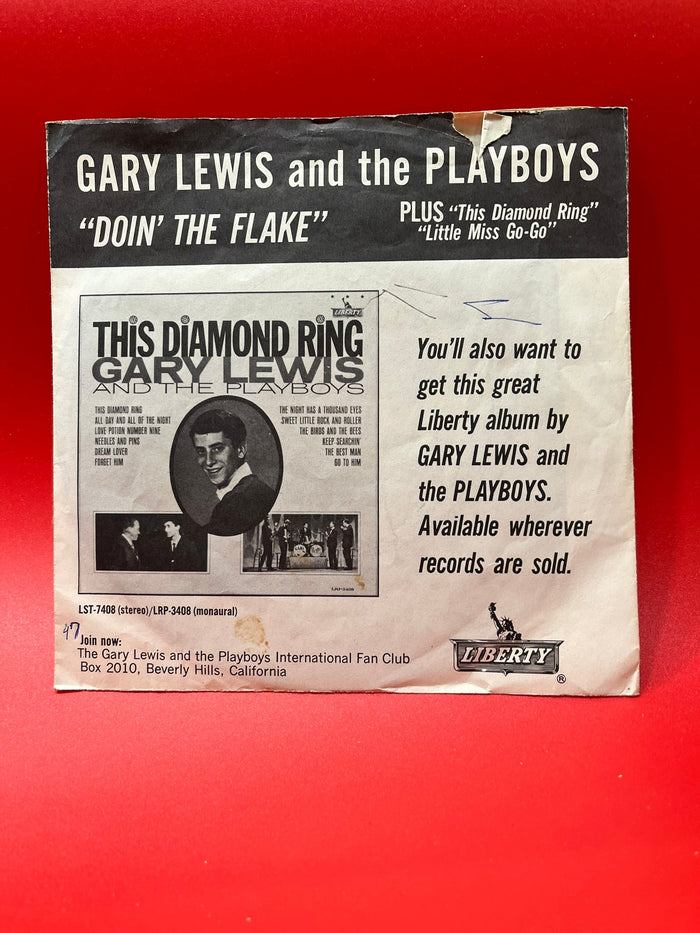 GARY LEWIS and the PLAYBOYS
"DOIN' THE FLAKE"
PLUS "This Diamond Ring"
"Little Miss Go-Go"
LIBERTY
THiS DiAMOND RiNG
GARY LEWIS
AND THE PLAYBOYS
THIS DIAMOND RING
ALL DAY AND ALL OF THE NIGHT
LOVE POTION NUMBER NINE
NEEDLES AND PINS
DREAM LOVER
FORGET HIM
THE NIGHT HAS A THOUSAND EYES
SWEET LITTLE ROCK AND ROLLER
THE BIRDS AND THE BEES
KEEP SEARCHIN'
THE BEST MAN
GO TO HIM
LRP-3408
You'll also want to
get this great
Liberty album by
GARY LEWIS and
the PLAYBOYS.
Available wherever
records are sold.
LST-7408 (stereo)/LRP-3408 (monaural)
47
Join now:
The Gary Lewis and the Playboys International Fan Club
Box 2010, Beverly Hills, California
LIBERTY
®